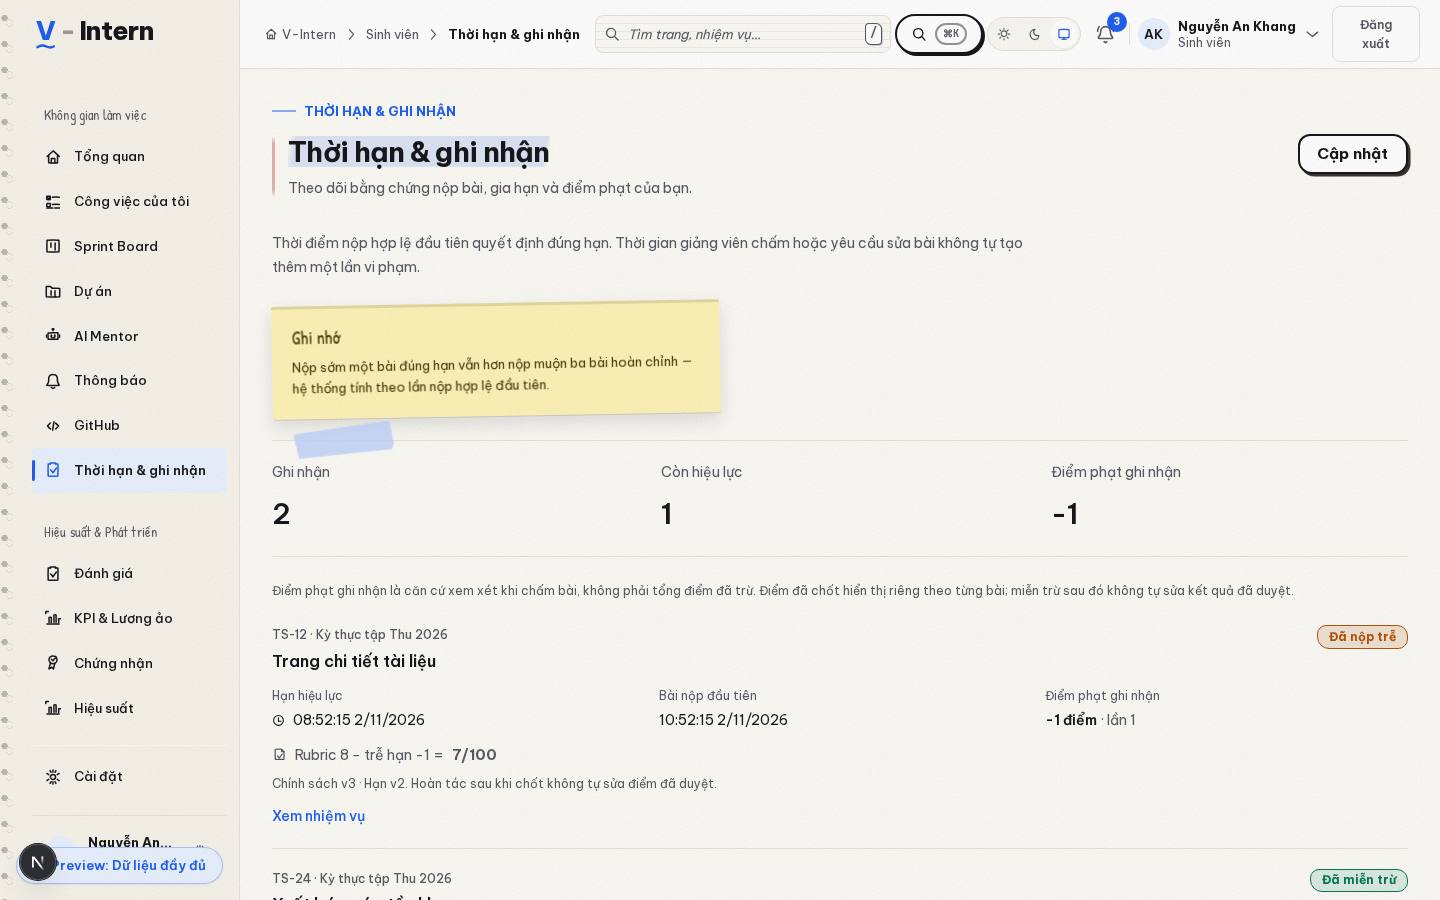 V - Intern
Không gian làm việc
Tổng quan
Công việc của tôi
Sprint Board
Dự án
AI Mentor
Thông báo
GitHub
Thời hạn & ghi nhận
Hiệu suất & Phát triển
Đánh giá
KPI & Lương ảo
Chứng nhận
Hiệu suất
Cài đặt
Nguyễn An...
Preview: Dữ liệu đầy đủ
N
V-Intern > Sinh viên > Thời hạn & ghi nhận
Tìm trang, nhiệm vụ... /
⌘K
3
AK
Nguyễn An Khang
Sinh viên
Đăng
xuất
THỜI HẠN & GHI NHẬN
Thời hạn & ghi nhận
Cập nhật
Theo dõi bằng chứng nộp bài, gia hạn và điểm phạt của bạn.
Thời điểm nộp hợp lệ đầu tiên quyết định đúng hạn. Thời gian giảng viên chấm hoặc yêu cầu sửa bài không tự tạo
thêm một lần vi phạm.
Ghi nhớ
Nộp sớm một bài đúng hạn vẫn hơn nộp muộn ba bài hoàn chỉnh —
hệ thống tính theo lần nộp hợp lệ đầu tiên.
Ghi nhận Còn hiệu lực Điểm phạt ghi nhận
2 1 -1
Điểm phạt ghi nhận là căn cứ xem xét khi chấm bài, không phải tổng điểm đã trừ. Điểm đã chốt hiển thị riêng theo từng bài; miễn trừ sau đó không tự sửa kết quả đã duyệt.
TS-12 · Kỳ thực tập Thu 2026
Đã nộp trễ
Trang chi tiết tài liệu
Hạn hiệu lực Bài nộp đầu tiên Điểm phạt ghi nhận
08:52:15 2/11/2026 10:52:15 2/11/2026 -1 điểm · lần 1
Rubric 8 - trễ hạn -1 = 7/100
Chính sách v3 · Hạn v2. Hoàn tác sau khi chốt không tự sửa điểm đã duyệt.
Xem nhiệm vụ
TS-24 · Kỳ thực tập Thu 2026
Đã miễn trừ